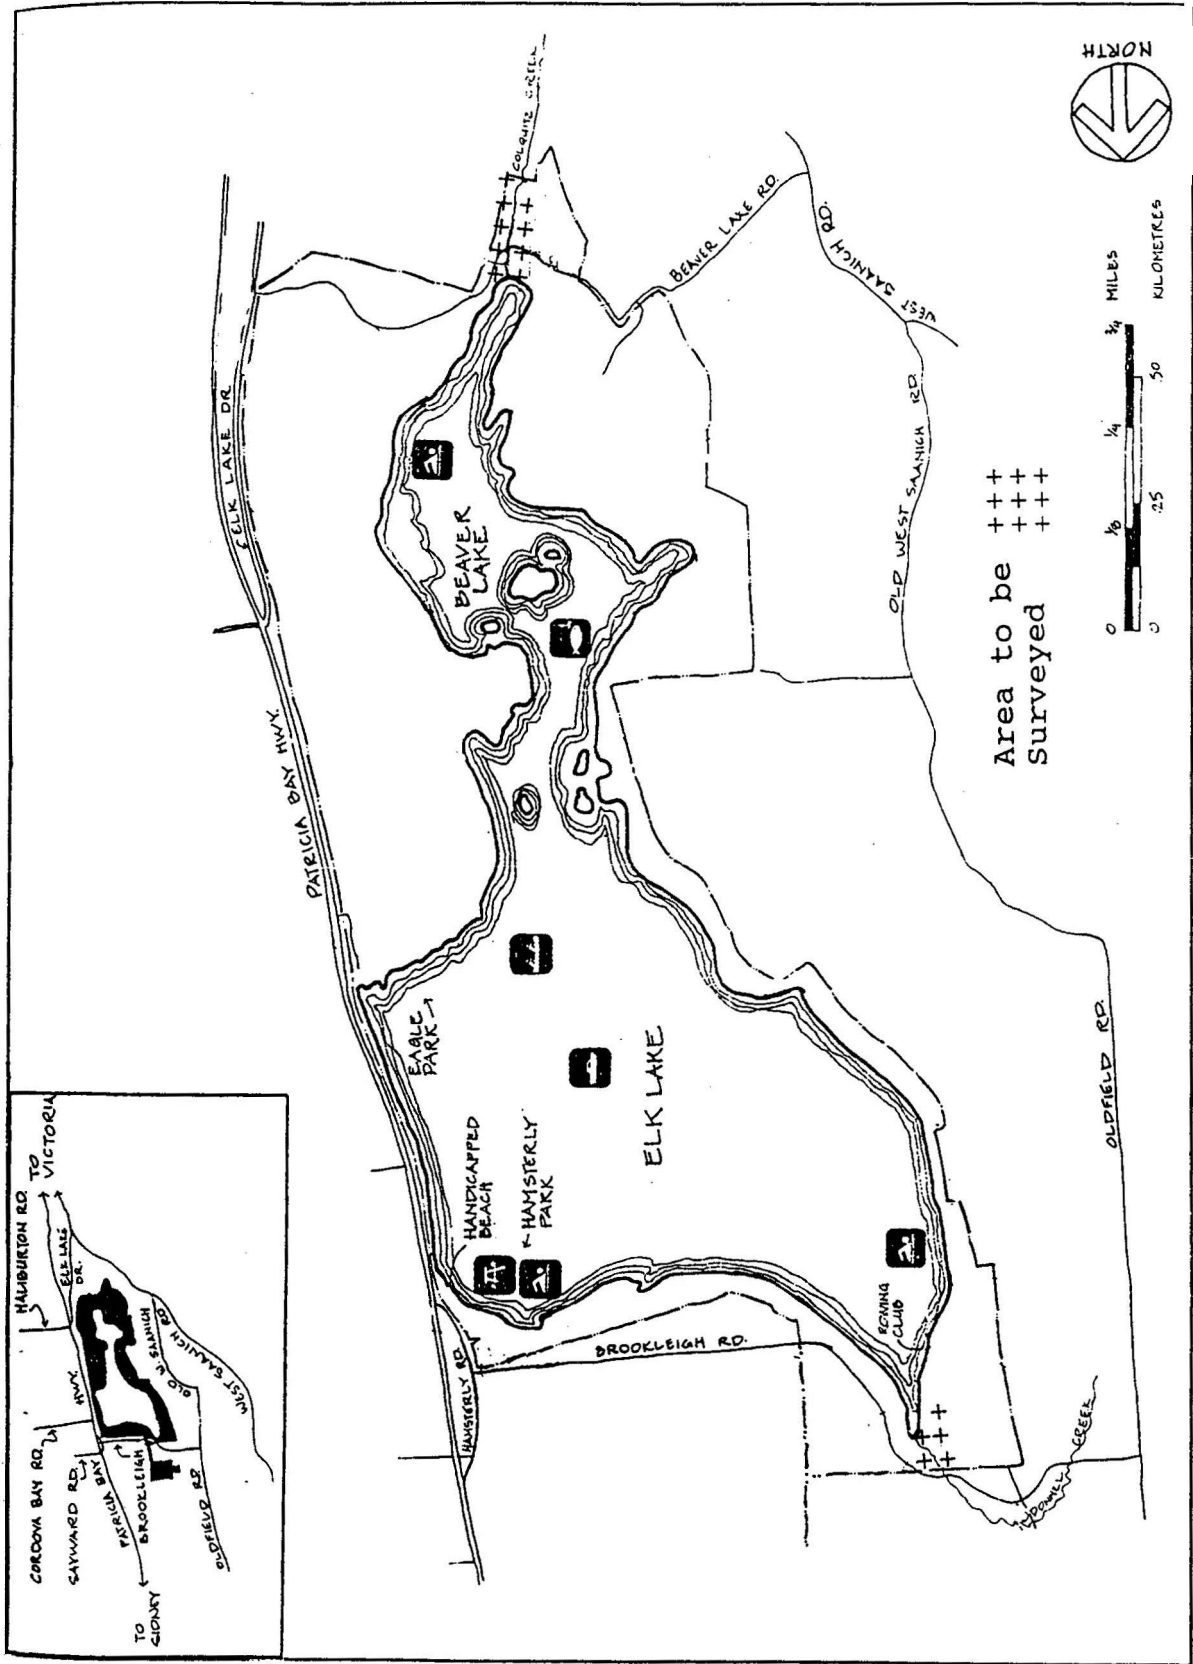 HALIBURTON RD.
TO
VICTORIA
ELK LAKE
DR.
CORDOVA BAY RD.
HWY.
SAYWARD RD.
PATRICIA BAY
BROOKLEIGH
OLD W. SAANICH
RD
WEST SAANICH
OLDFIELD RD.
TO
SIDNEY
ELK LAKE DR.
PATRICIA BAY HWY.
COLQUITZ CREEK
BEAVER LAKE RD.
WEST SAANICH RD.
OLD WEST SAANICH RD.
NORTH
BEAVER
LAKE
EAGLE
PARK
HANDICAPPED
BEACH
HAMSTERLY
PARK
ELK LAKE
HAMSTERLY RD.
BROOKLEIGH RD.
ROWING
CLUB
CREEK
OLDFIELD RD.
Area to be +++
Surveyed +++
+++
0 1/8 1/4 MILES
0 .25 .50 KILOMETRES